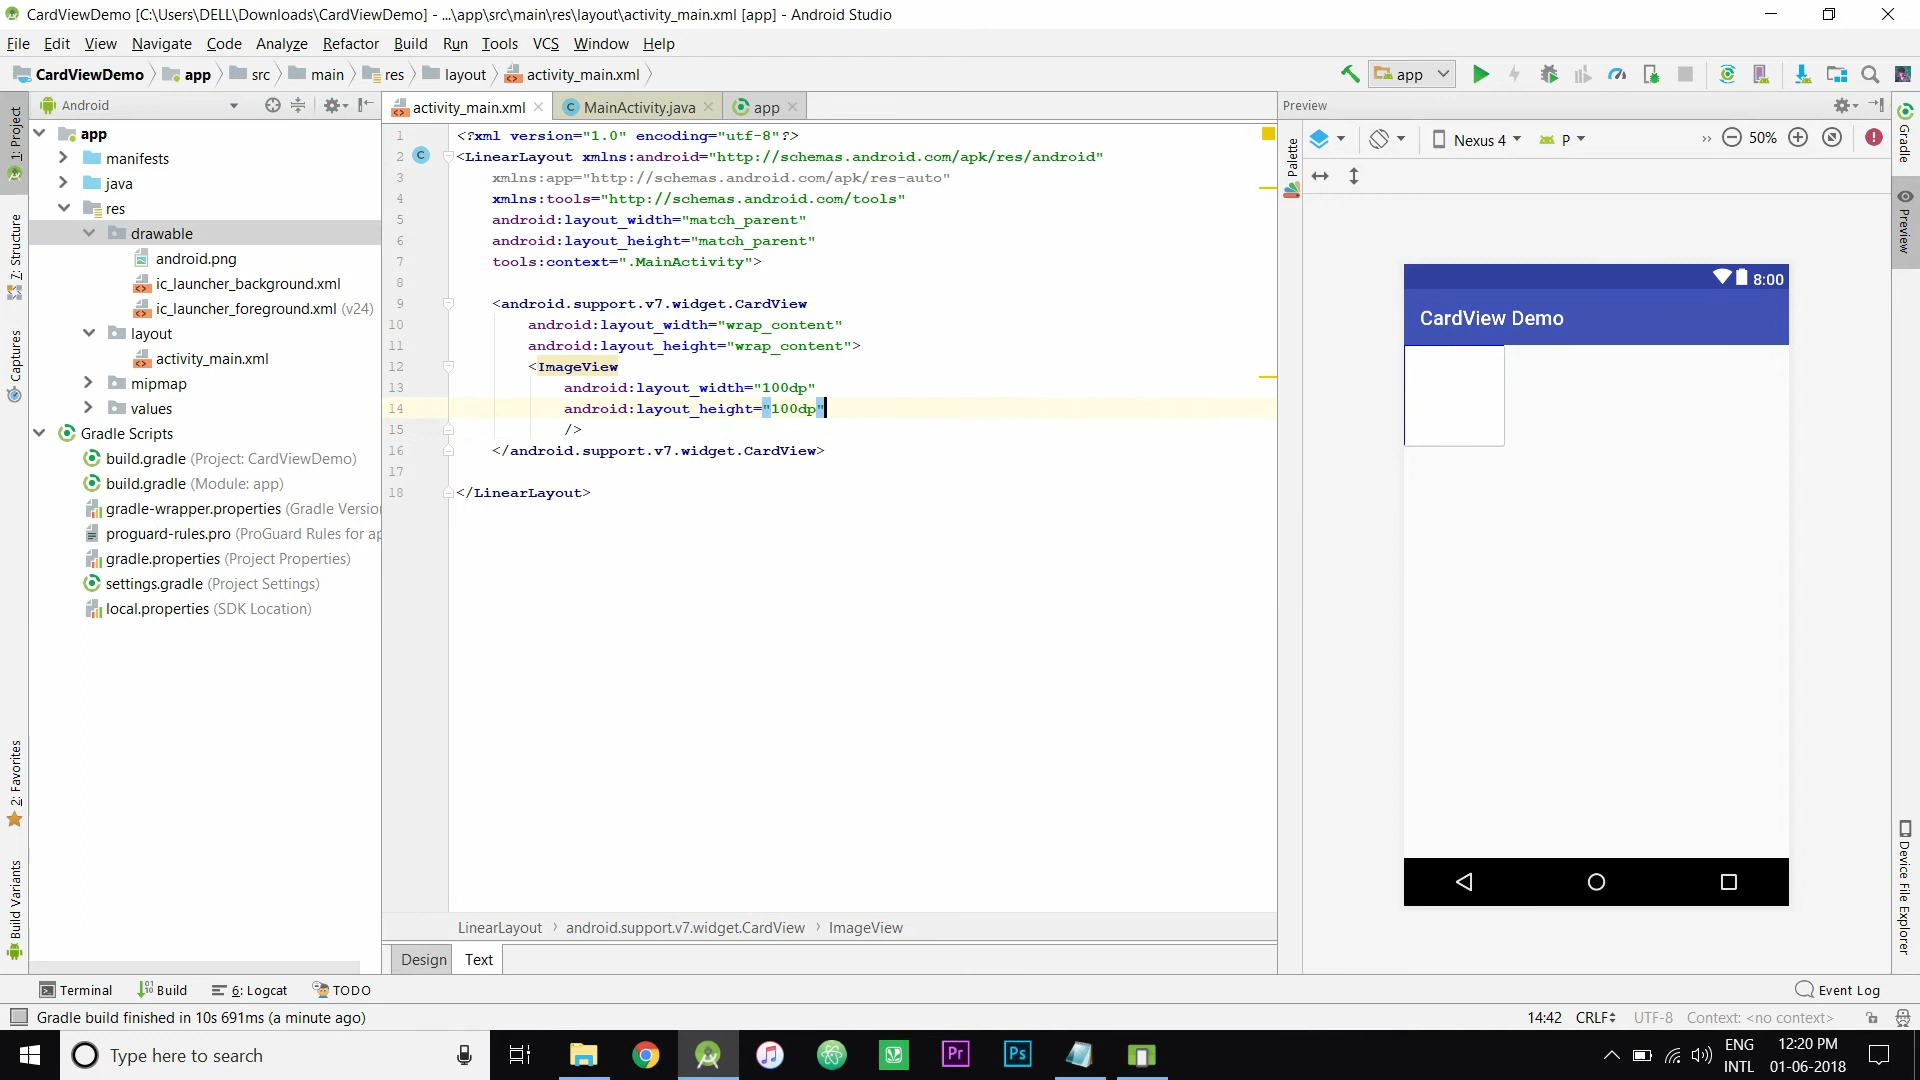 CardViewDemo [C:\Users\DELL\Downloads\CardViewDemo] - ...\app\src\main\res\layout\activity_main.xml [app] - Android Studio
File Edit View Navigate Code Analyze Refactor Build Run Tools VCS Window Help
CardViewDemo app src main res layout activity_main.xml app
Android
activity_main.xml MainActivity.java app
Preview
1: Project
7: Structure
Captures
2: Favorites
Build Variants
app
manifests
java
res
drawable
android.png
ic_launcher_background.xml
ic_launcher_foreground.xml (v24)
layout
activity_main.xml
mipmap
values
Gradle Scripts
build.gradle (Project: CardViewDemo)
build.gradle (Module: app)
gradle-wrapper.properties (Gradle Versio
proguard-rules.pro (ProGuard Rules for ap
gradle.properties (Project Properties)
settings.gradle (Project Settings)
local.properties (SDK Location)
1 <?xml version="1.0" encoding="utf-8"?>
2 <LinearLayout xmlns:android="http://schemas.android.com/apk/res/android"
3 xmlns:app="http://schemas.android.com/apk/res-auto"
4 xmlns:tools="http://schemas.android.com/tools"
5 android:layout_width="match_parent"
6 android:layout_height="match_parent"
7 tools:context=".MainActivity">
8
9 <android.support.v7.widget.CardView
10 android:layout_width="wrap_content"
11 android:layout_height="wrap_content">
12 <ImageView
13 android:layout_width="100dp"
14 android:layout_height="100dp"
15 />
16 </android.support.v7.widget.CardView>
17
18 </LinearLayout>
LinearLayout › android.support.v7.widget.CardView › ImageView
Design Text
Palette
Nexus 4 P » 50%
8:00
CardView Demo
Gradle
Preview
Device File Explorer
Terminal Build 6: Logcat TODO Event Log
Gradle build finished in 10s 691ms (a minute ago) 14:42 CRLF UTF-8 Context: <no context>
Type here to search Pr Ps ENG INTL 12:20 PM 01-06-2018